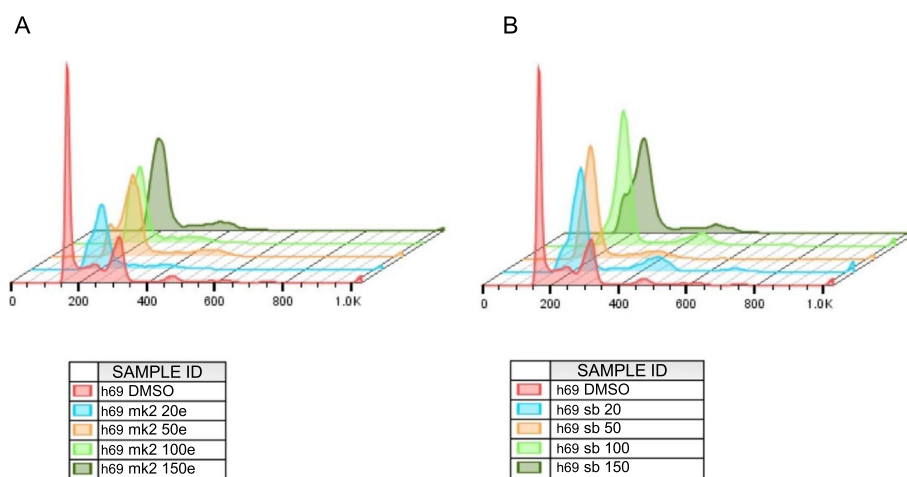 A
B
0 200 400 600 800 1.0K
0 200 400 600 800 1.0K
SAMPLE ID
h69 DMSO
h69 mk2 20e
h69 mk2 50e
h69 mk2 100e
h69 mk2 150e
SAMPLE ID
h69 DMSO
h69 sb 20
h69 sb 50
h69 sb 100
h69 sb 150